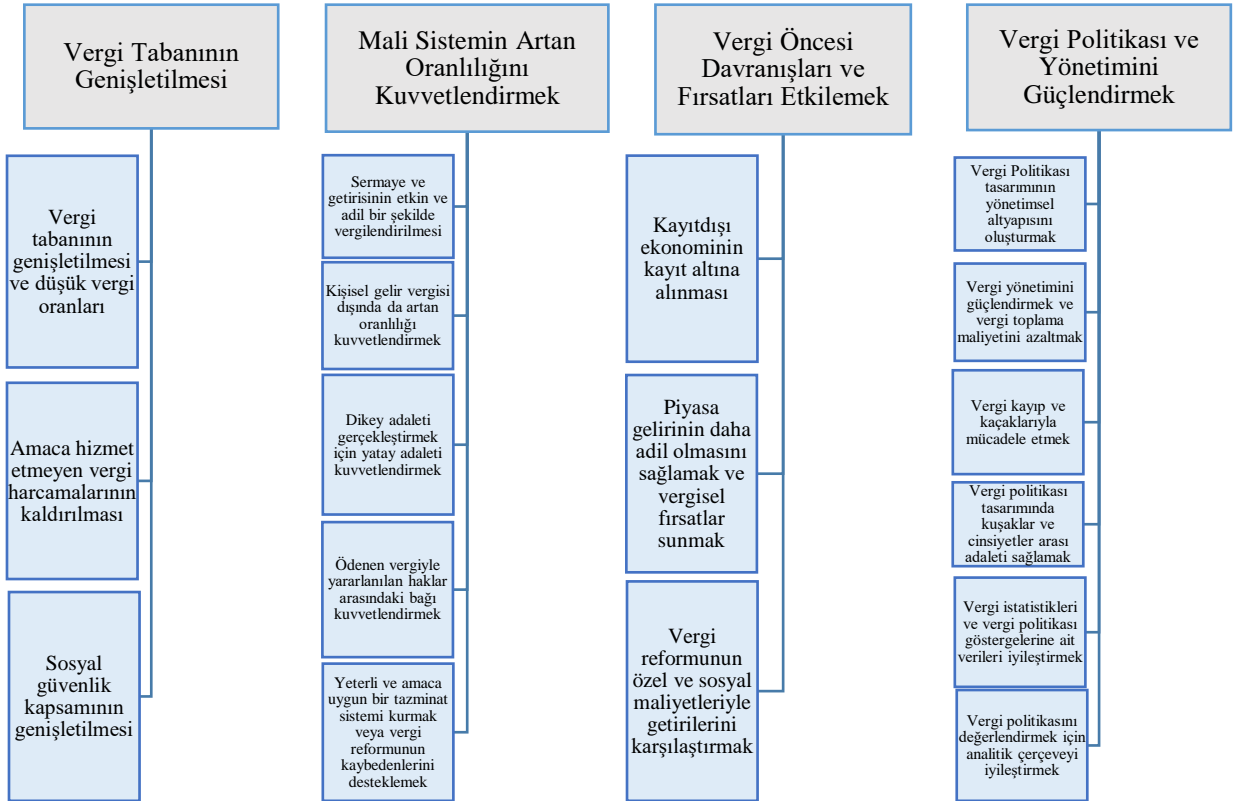 Vergi Tabanının
Genişletilmesi
Vergi
tabanının
genişletilmesi
ve düşük vergi
oranları
Amaca hizmet
etmeyen vergi
harcamalarının
kaldırılması
Sosyal
güvenlik
kapsamının
genişletilmesi
Mali Sistemin Artan
Oranlılığını
Kuvvetlendirmek
Sermaye ve
getirisinin etkin ve
adil bir şekilde
vergilendirilmesi
Kişisel gelir vergisi
dışında da artan
oranlılığı
kuvvetlendirmek
Dikey adaleti
gerçekleştirmek
için yatay adaleti
kuvvetlendirmek
Ödenen vergiyle
yararlanılan haklar
arasındaki bağı
kuvvetlendirmek
Yeterli ve amaca
uygun bir tazminat
sistemi kurmak
veya vergi
reformunun
kaybedenlerini
desteklemek
Vergi Öncesi
Davranışları ve
Fırsatları Etkilemek
Kayıtdışı
ekonominin
kayıt altına
alınması
Piyasa
gelirinin daha
adil olmasını
sağlamak ve
vergisel
fırsatlar
sunmak
Vergi
reformunun
özel ve sosyal
maliyetleriyle
getirilerini
karşılaştırmak
Vergi Politikası ve
Yönetimini
Güçlendirmek
Vergi Politikası
tasarımının
yönetimsel
altyapısını
oluşturmak
Vergi yönetimini
güçlendirmek ve
vergi toplama
maliyetini azaltmak
Vergi kayıp ve
kaçaklarıyla
mücadele etmek
Vergi politikası
tasarımında
kuşaklar ve
cinsiyetler arası
adaleti sağlamak
Vergi istatistikleri
ve vergi politikası
göstergelerine ait
verileri iyileştirmek
Vergi politikasını
değerlendirmek için
analitik çerçeveyi
iyileştirmek